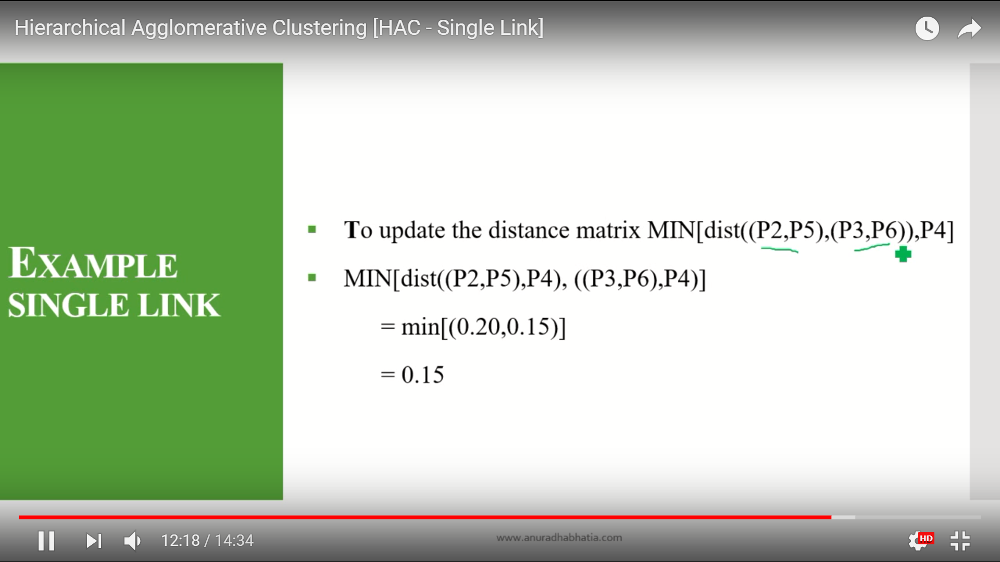 Hierarchical Agglomerative Clustering [HAC - Single Link]
EXAMPLE
SINGLE LINK
▪ To update the distance matrix MIN[dist((P2,P5),(P3,P6)),P4]
▪ MIN[dist((P2,P5),P4), ((P3,P6),P4)]
= min[(0.20,0.15)]
= 0.15
12:18 / 14:34
www.anuradhabhatia.com
HD